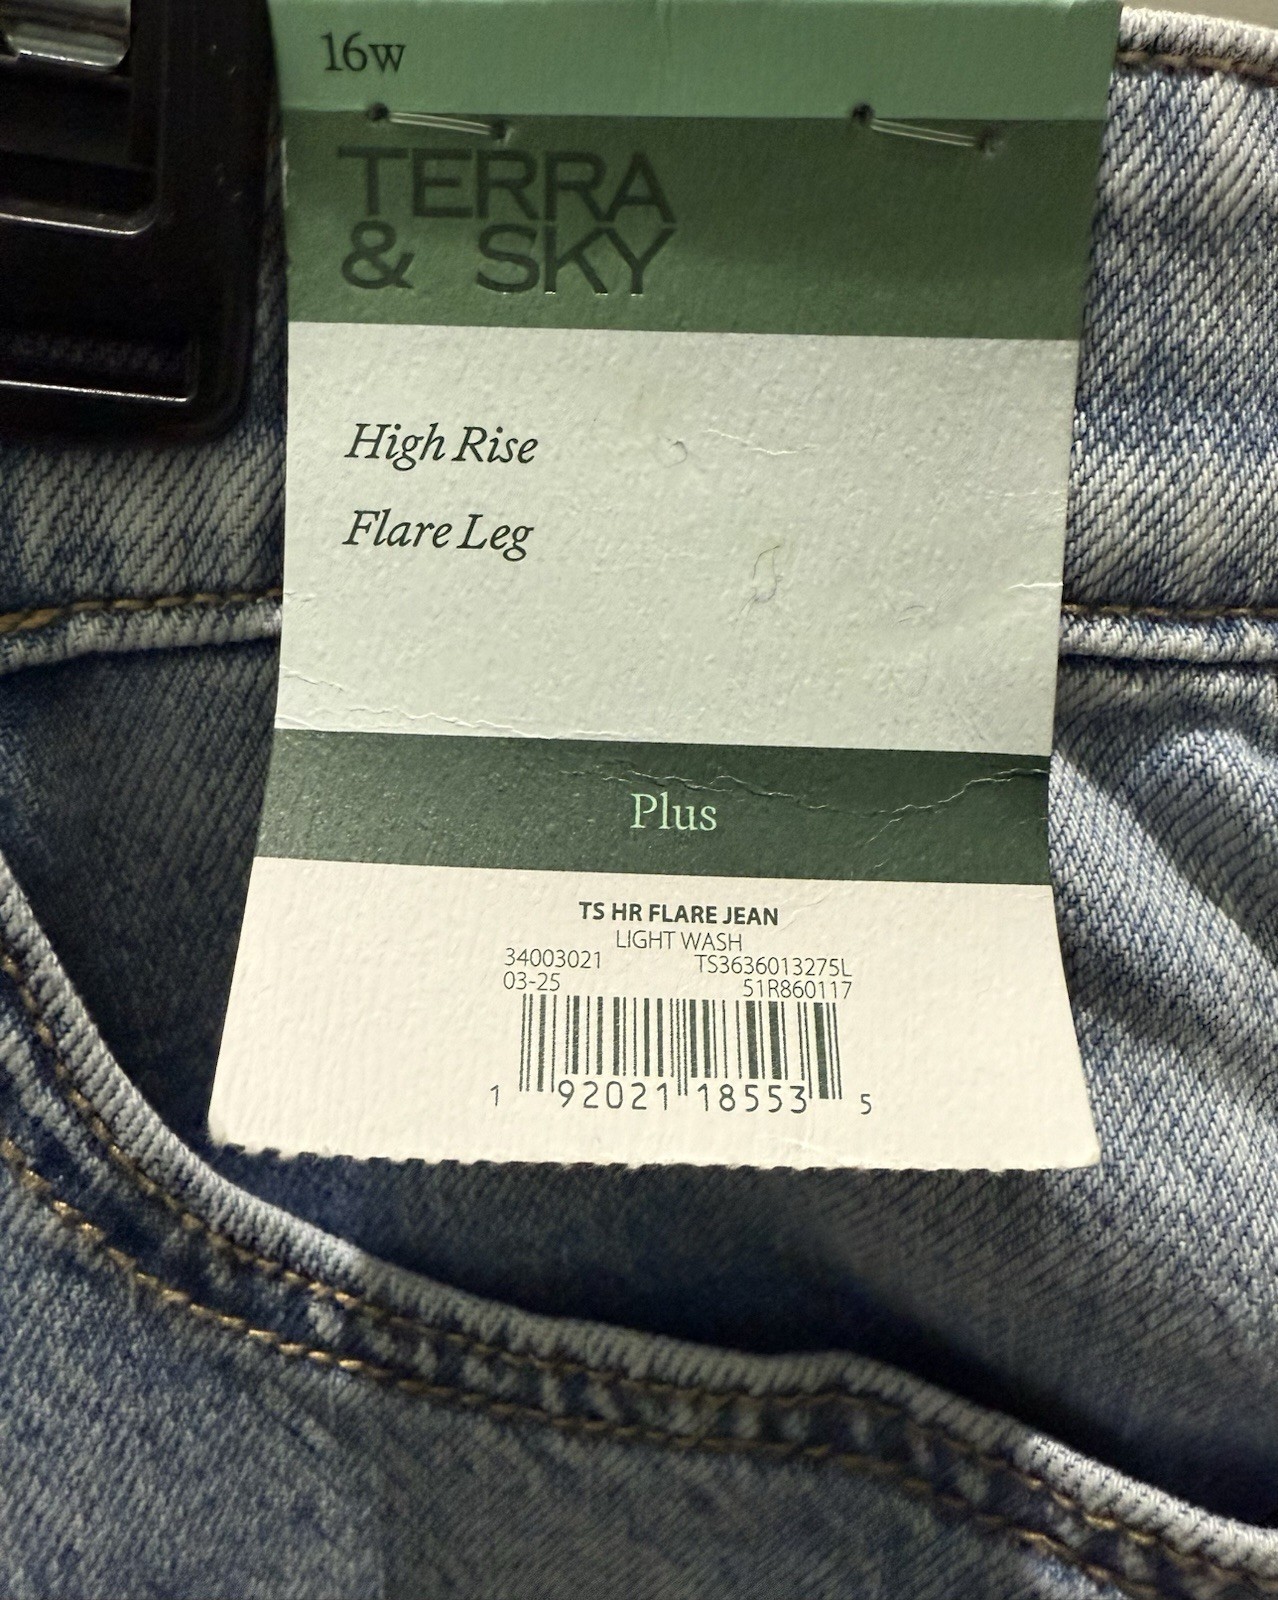 16w
TERRA
& SKY
High Rise
Flare Leg
Plus
TS HR FLARE JEAN
LIGHT WASH
34003021 TS3636013275L
03-25 51R860117
1 92021 18553 5